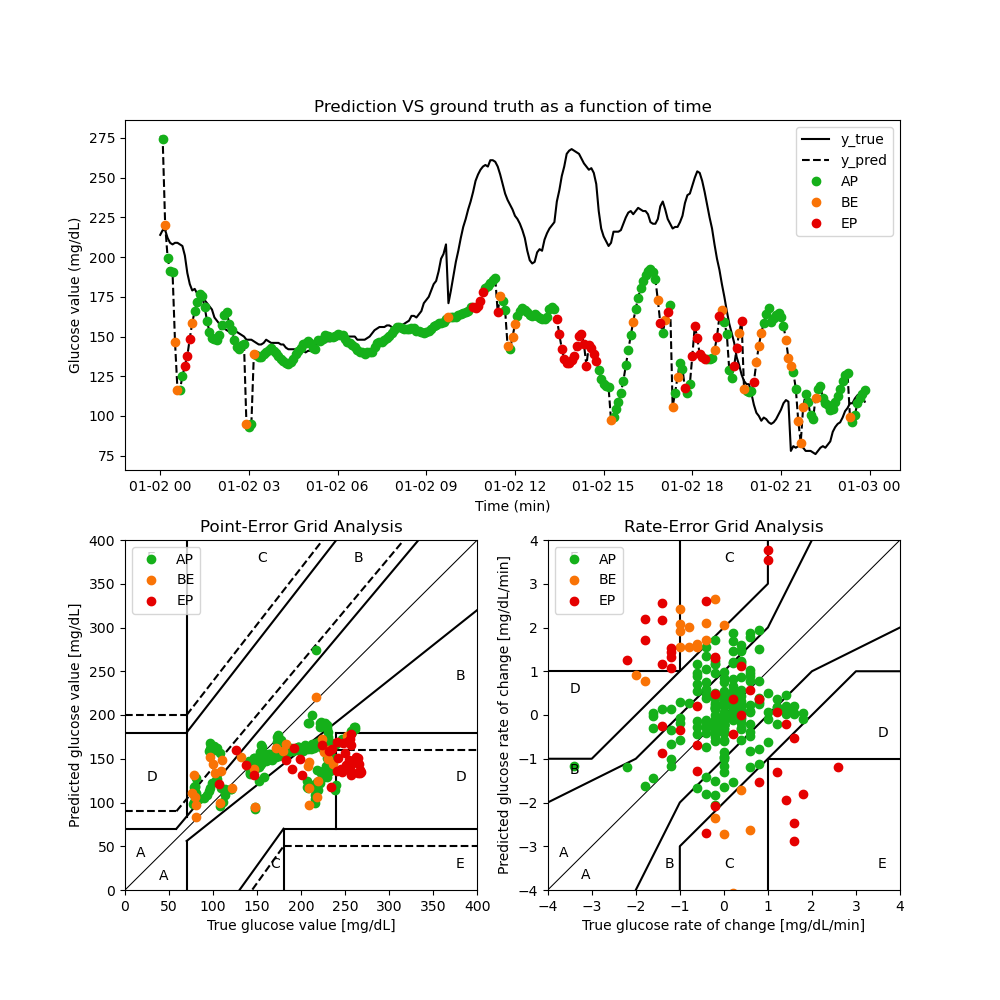 Prediction VS ground truth as a function of time
Glucose value (mg/dL)
275
250
225
200
175
150
125
100
75
y_true
y_pred
AP
BE
EP
01-02 00 01-02 03 01-02 06 01-02 09 01-02 12 01-02 15 01-02 18 01-02 21 01-03 00
Time (min)
Point-Error Grid Analysis
Predicted glucose value [mg/dL]
400
350
300
250
200
150
100
50
0
AP
BE
EP
C
B
B
D
D
A
A
C
E
0 50 100 150 200 250 300 350 400
True glucose value [mg/dL]
Rate-Error Grid Analysis
Predicted glucose rate of change [mg/dL/min]
4
3
2
1
0
−1
−2
−3
−4
AP
BE
EP
C
D
D
B
A
A
B
C
E
−4 −3 −2 −1 0 1 2 3 4
True glucose rate of change [mg/dL/min]